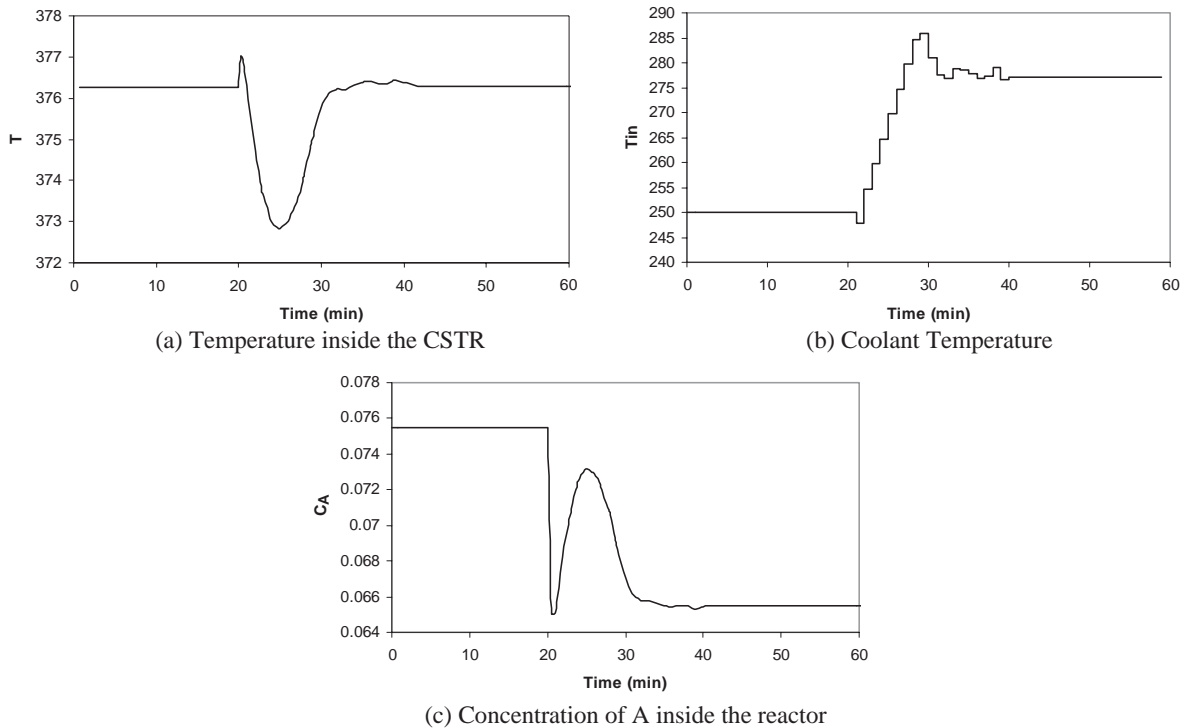 378
377
376
375
374
373
372
T
0 10 20 30 40 50 60
Time (min)
(a) Temperature inside the CSTR
290
285
280
275
270
265
260
255
250
245
240
Tin
0 10 20 30 40 50 60
Time (min)
(b) Coolant Temperature
0.078
0.076
0.074
0.072
0.07
0.068
0.066
0.064
CA
0 10 20 30 40 50 60
Time (min)
(c) Concentration of A inside the reactor